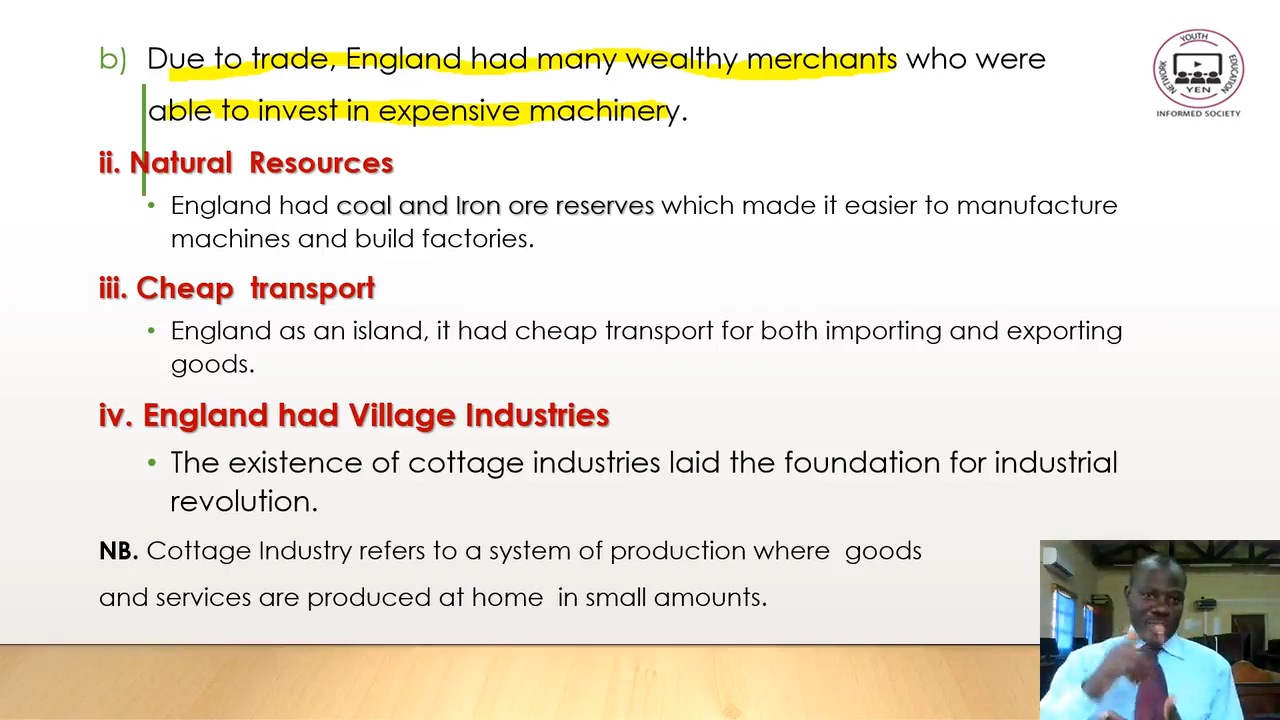 b) Due to trade, England had many wealthy merchants who were
able to invest in expensive machinery.
ii. Natural Resources
• England had coal and Iron ore reserves which made it easier to manufacture
machines and build factories.
iii. Cheap transport
• England as an island, it had cheap transport for both importing and exporting
goods.
iv. England had Village Industries
• The existence of cottage industries laid the foundation for industrial
revolution.
NB. Cottage Industry refers to a system of production where goods
and services are produced at home in small amounts.
YOUTH
EDUCATION
NETWORK
YEN
INFORMED SOCIETY